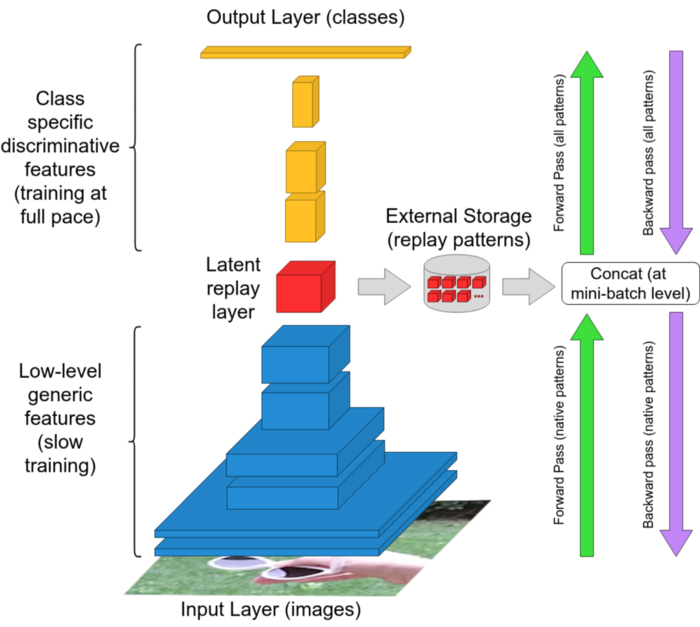 Output Layer (classes)
Class
specific
discriminative
features
(training at
full pace)
External Storage
(replay patterns)
Latent
replay
layer
Concat (at
mini-batch level)
Low-level
generic
features
(slow
training)
Forward Pass (all patterns)
Backward pass (all patterns)
Forward Pass (native patterns)
Backward pass (native patterns)
Input Layer (images)